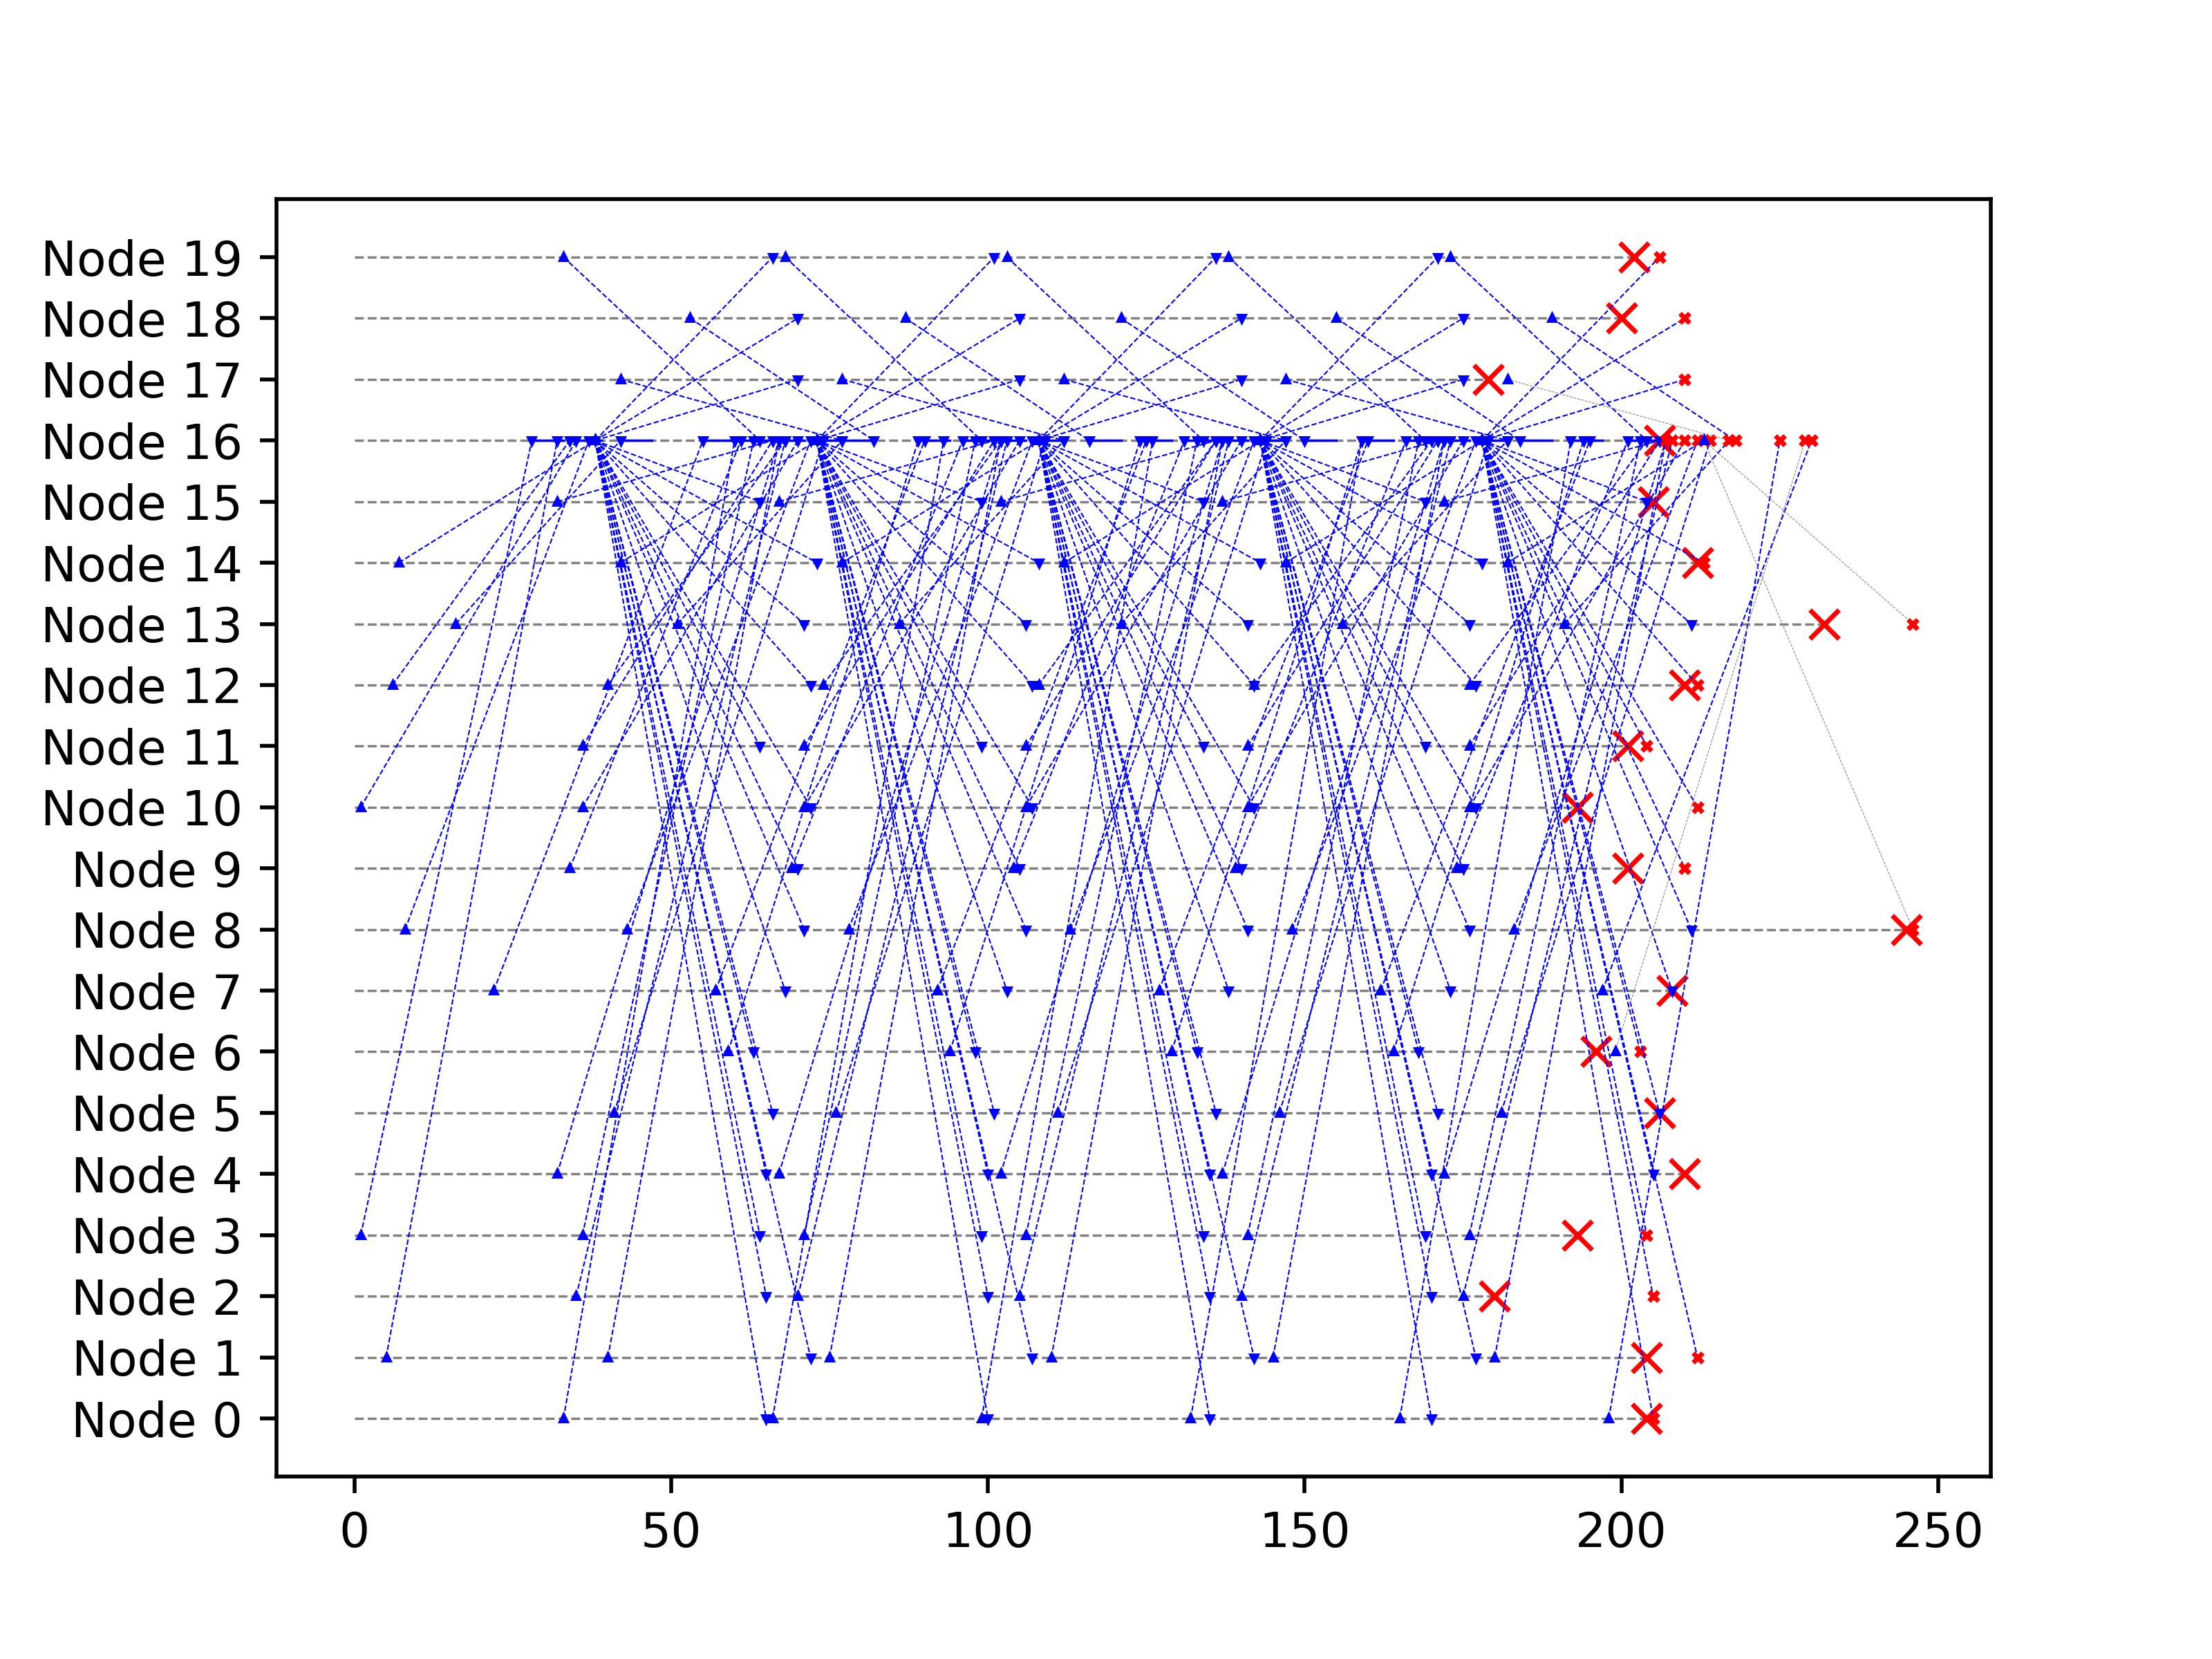 Node 19
Node 18
Node 17
Node 16
Node 15
Node 14
Node 13
Node 12
Node 11
Node 10
Node 9
Node 8
Node 7
Node 6
Node 5
Node 4
Node 3
Node 2
Node 1
Node 0
0 50 100 150 200 250